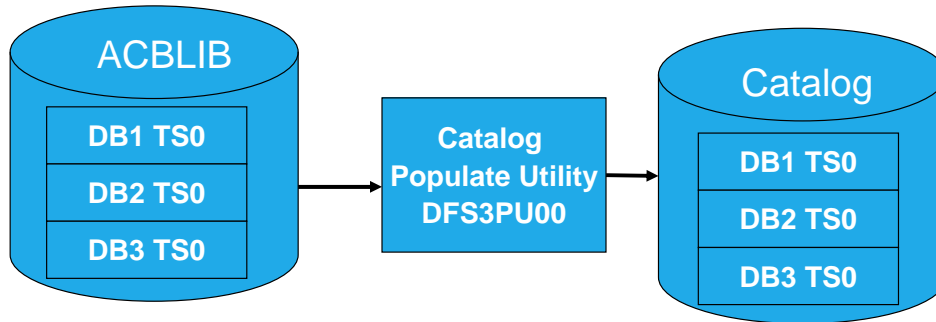 ACBLIB
DB1 TS0
DB2 TS0
DB3 TS0
Catalog
Populate Utility
DFS3PU00
Catalog
DB1 TS0
DB2 TS0
DB3 TS0